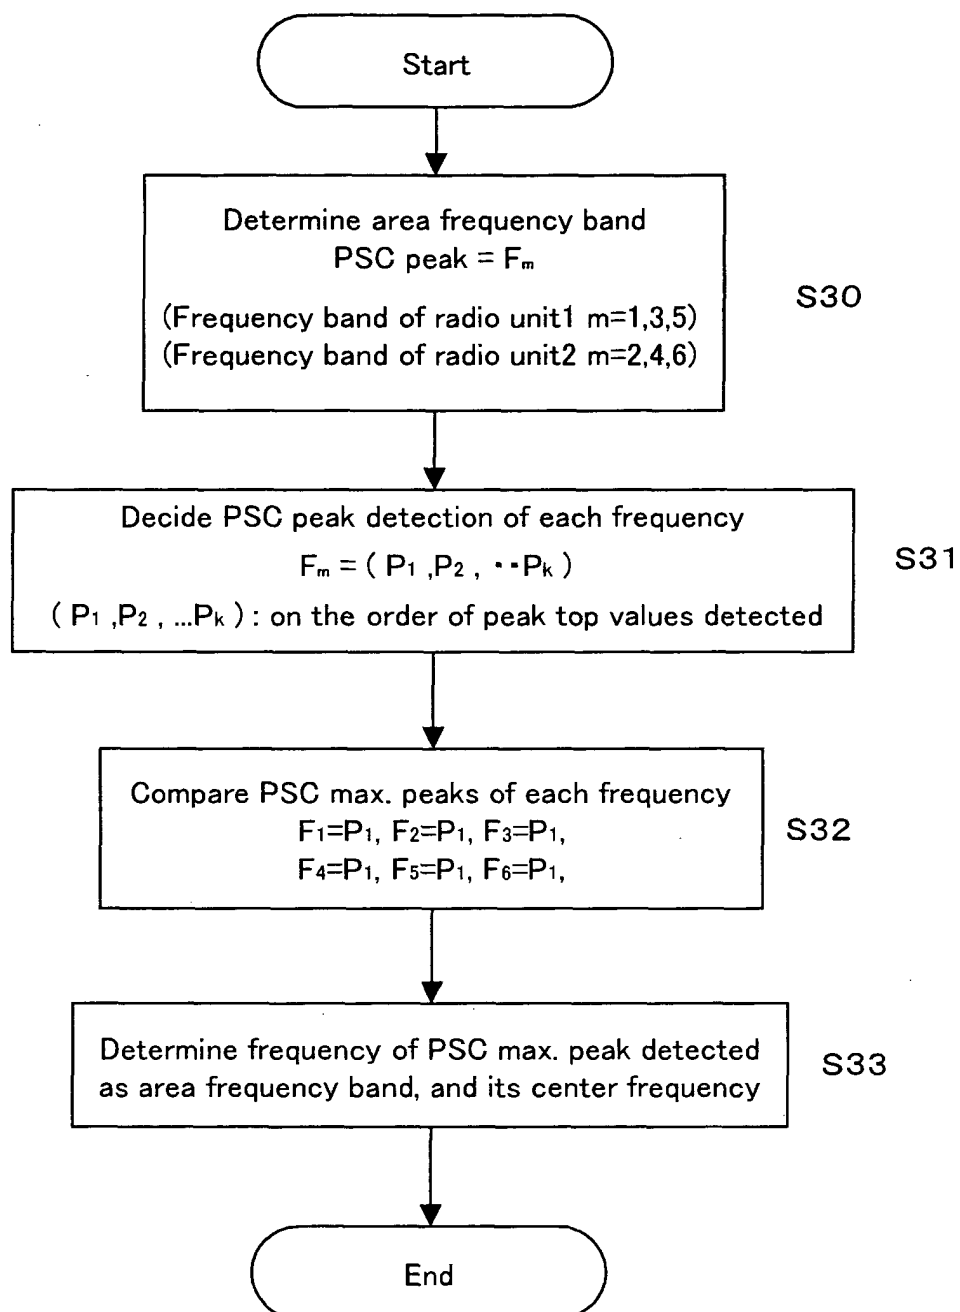 Start
Determine area frequency band
PSC peak = Fm
(Frequency band of radio unit1 m=1,3,5)
(Frequency band of radio unit2 m=2,4,6)
S30
Decide PSC peak detection of each frequency
Fm = ( P1 ,P2 , ‥Pk )
( P1 ,P2 , ...Pk ) : on the order of peak top values detected
S31
Compare PSC max. peaks of each frequency
F1=P1, F2=P1, F3=P1,
F4=P1, F5=P1, F6=P1,
S32
Determine frequency of PSC max. peak detected
as area frequency band, and its center frequency
S33
End